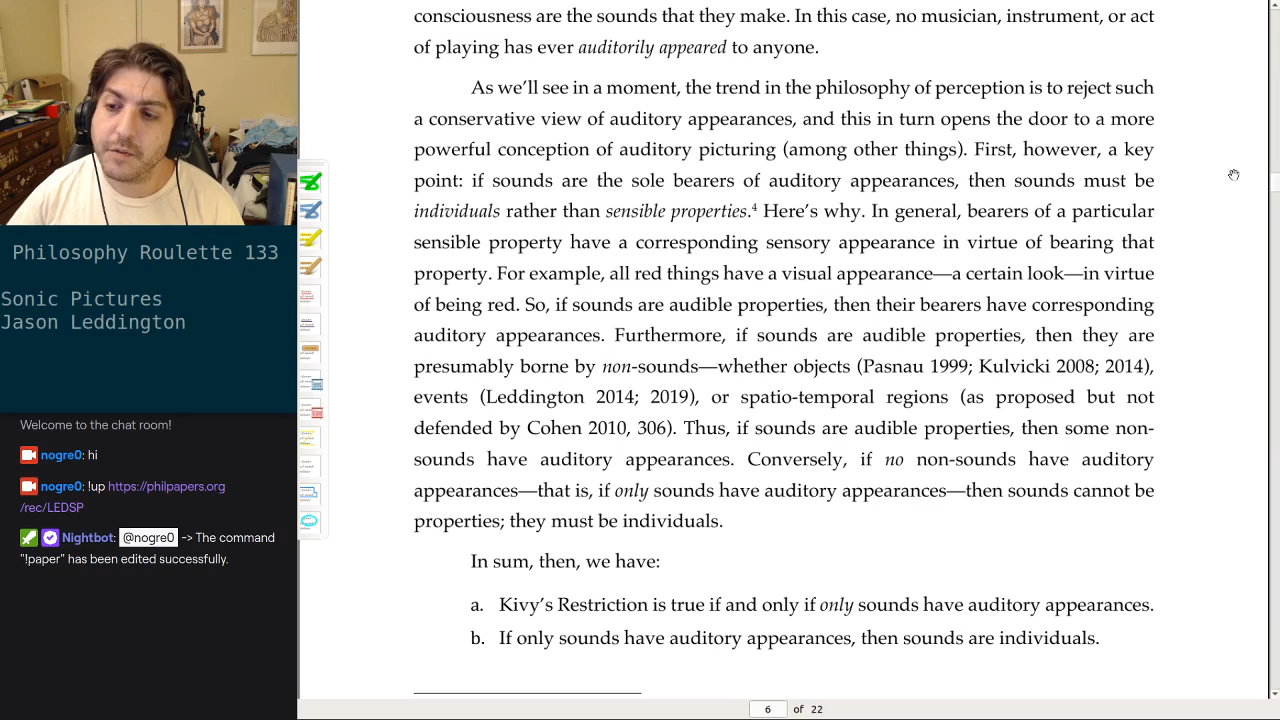 consciousness are the sounds that they make. In this case, no musician, instrument, or act
of playing has ever auditorily appeared to anyone.
As we'll see in a moment, the trend in the philosophy of perception is to reject such
a conservative view of auditory appearances, and this in turn opens the door to a more
powerful conception of auditory picturing (among other things). First, however, a key
point: if sounds are the sole bearers of auditory appearances, then sounds must be
individuals rather than sensible properties.⁴ Here's why. In general, bearers of a particular
sensible property have a corresponding sensory appearance in virtue of bearing that
property. For example, all red things have a visual appearance—a certain look—in virtue
of being red. So, if sounds are audible properties, then their bearers have corresponding
auditory appearances. Furthermore, if sounds are audible properties, then they are
presumably borne by non-sounds—whether objects (Pasnau 1999; Kulvicki 2008, 2014),
events (Leddington 2014; 2019), or spatio-temporal regions (as proposed but not
defended by Cohen 2010, 309). Thus, if sounds are audible properties, then some non-
sounds have auditory appearances. Conversely, if no non-sounds have auditory
appearances—that is, if only sounds have auditory appearances—then sounds cannot be
properties; they must be individuals.
In sum, then, we have:
a. Kivy's Restriction is true if and only if only sounds have auditory appearances.
b. If only sounds have auditory appearances, then sounds are individuals.
6 of 22
Philosophy Roulette 133
Sonic Pictures
Jason Leddington
Welcome to the chat room!
nogre0: hi
nogre0: !up https://philpapers.org
/rec/LEDSP
Nightbot: @nogre0 -> The command
"!paper" has been edited successfully.